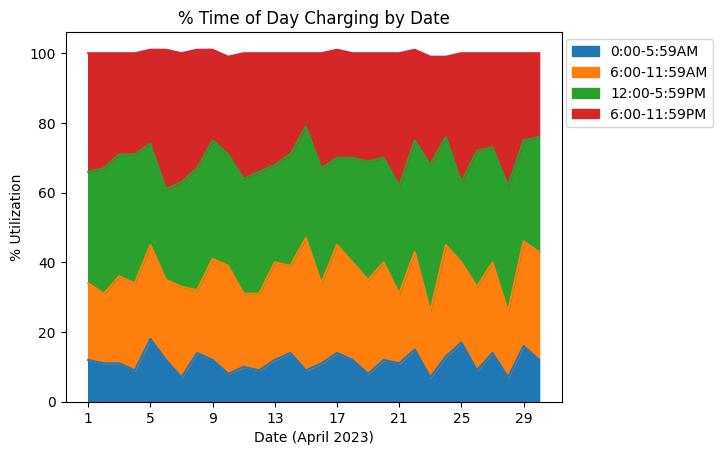 % Time of Day Charging by Date
100
80
60
40
20
0
% Utilization
1 5 9 13 17 21 25 29
Date (April 2023)
0:00-5:59AM
6:00-11:59AM
12:00-5:59PM
6:00-11:59PM